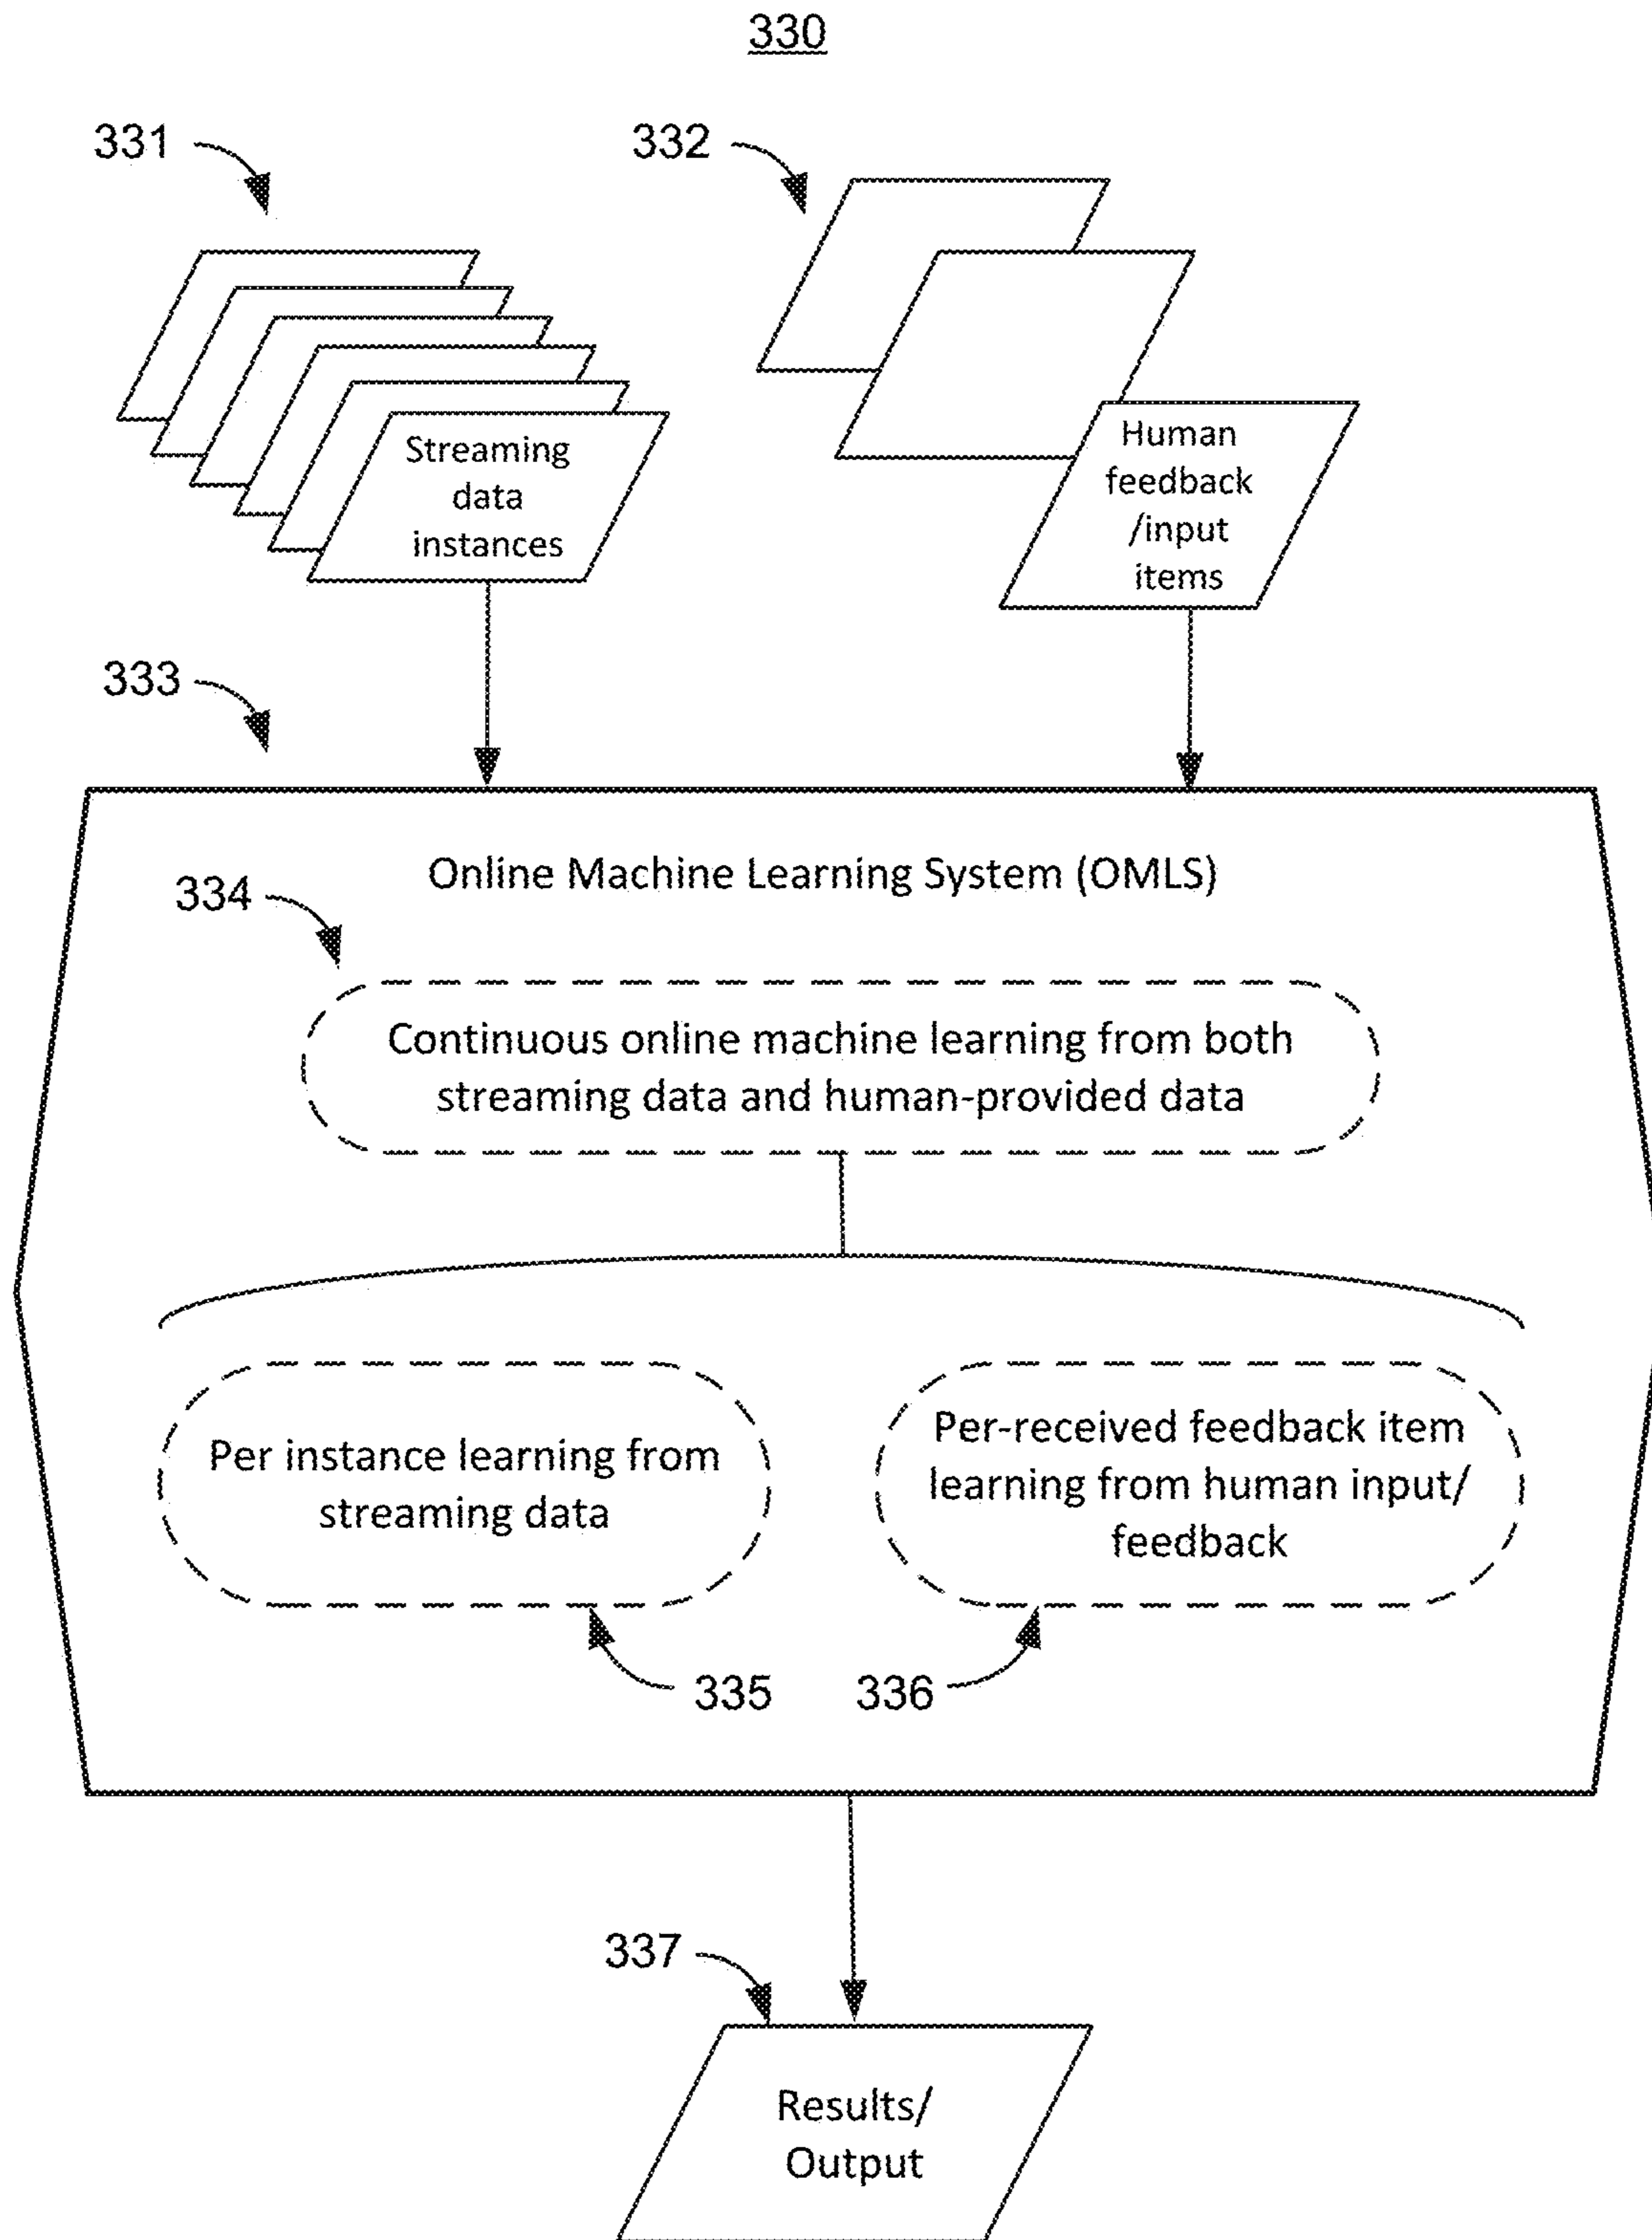 330
331
332
Streaming
data
instances
Human
feedback
/input
items
333
Online Machine Learning System (OMLS)
334
Continuous online machine learning from both
streaming data and human-provided data
Per instance learning from
streaming data
Per-received feedback item
learning from human input/
feedback
335
336
337
Results/
Output